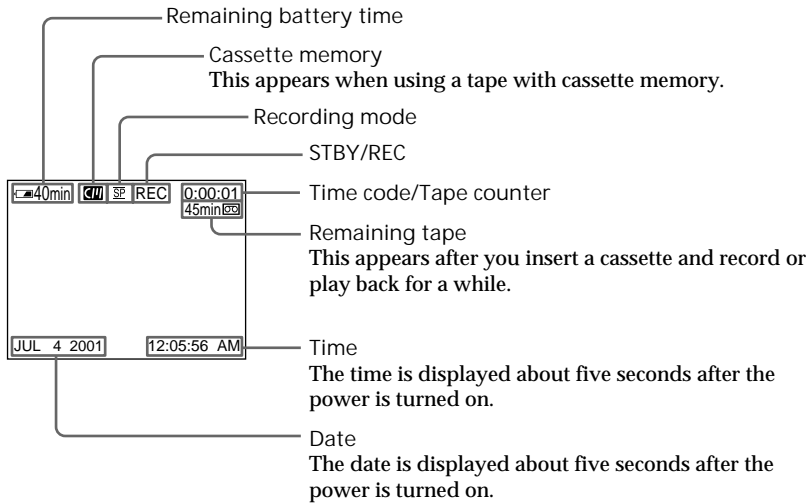 Remaining battery time
Cassette memory
This appears when using a tape with cassette memory.
Recording mode
STBY/REC
40min CM SP REC 0:00:01
Time code/Tape counter
45min
Remaining tape
This appears after you insert a cassette and record or
play back for a while.
JUL 4 2001 12:05:56 AM
Time
The time is displayed about five seconds after the
power is turned on.
Date
The date is displayed about five seconds after the
power is turned on.